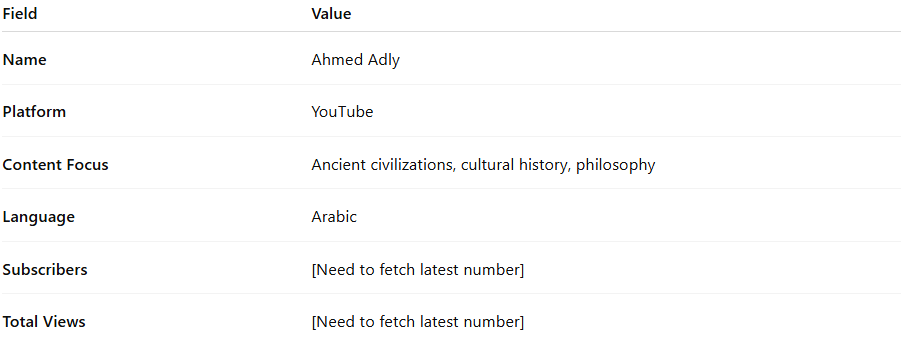 Field Value
Name Ahmed Adly
Platform YouTube
Content Focus Ancient civilizations, cultural history, philosophy
Language Arabic
Subscribers [Need to fetch latest number]
Total Views [Need to fetch latest number]